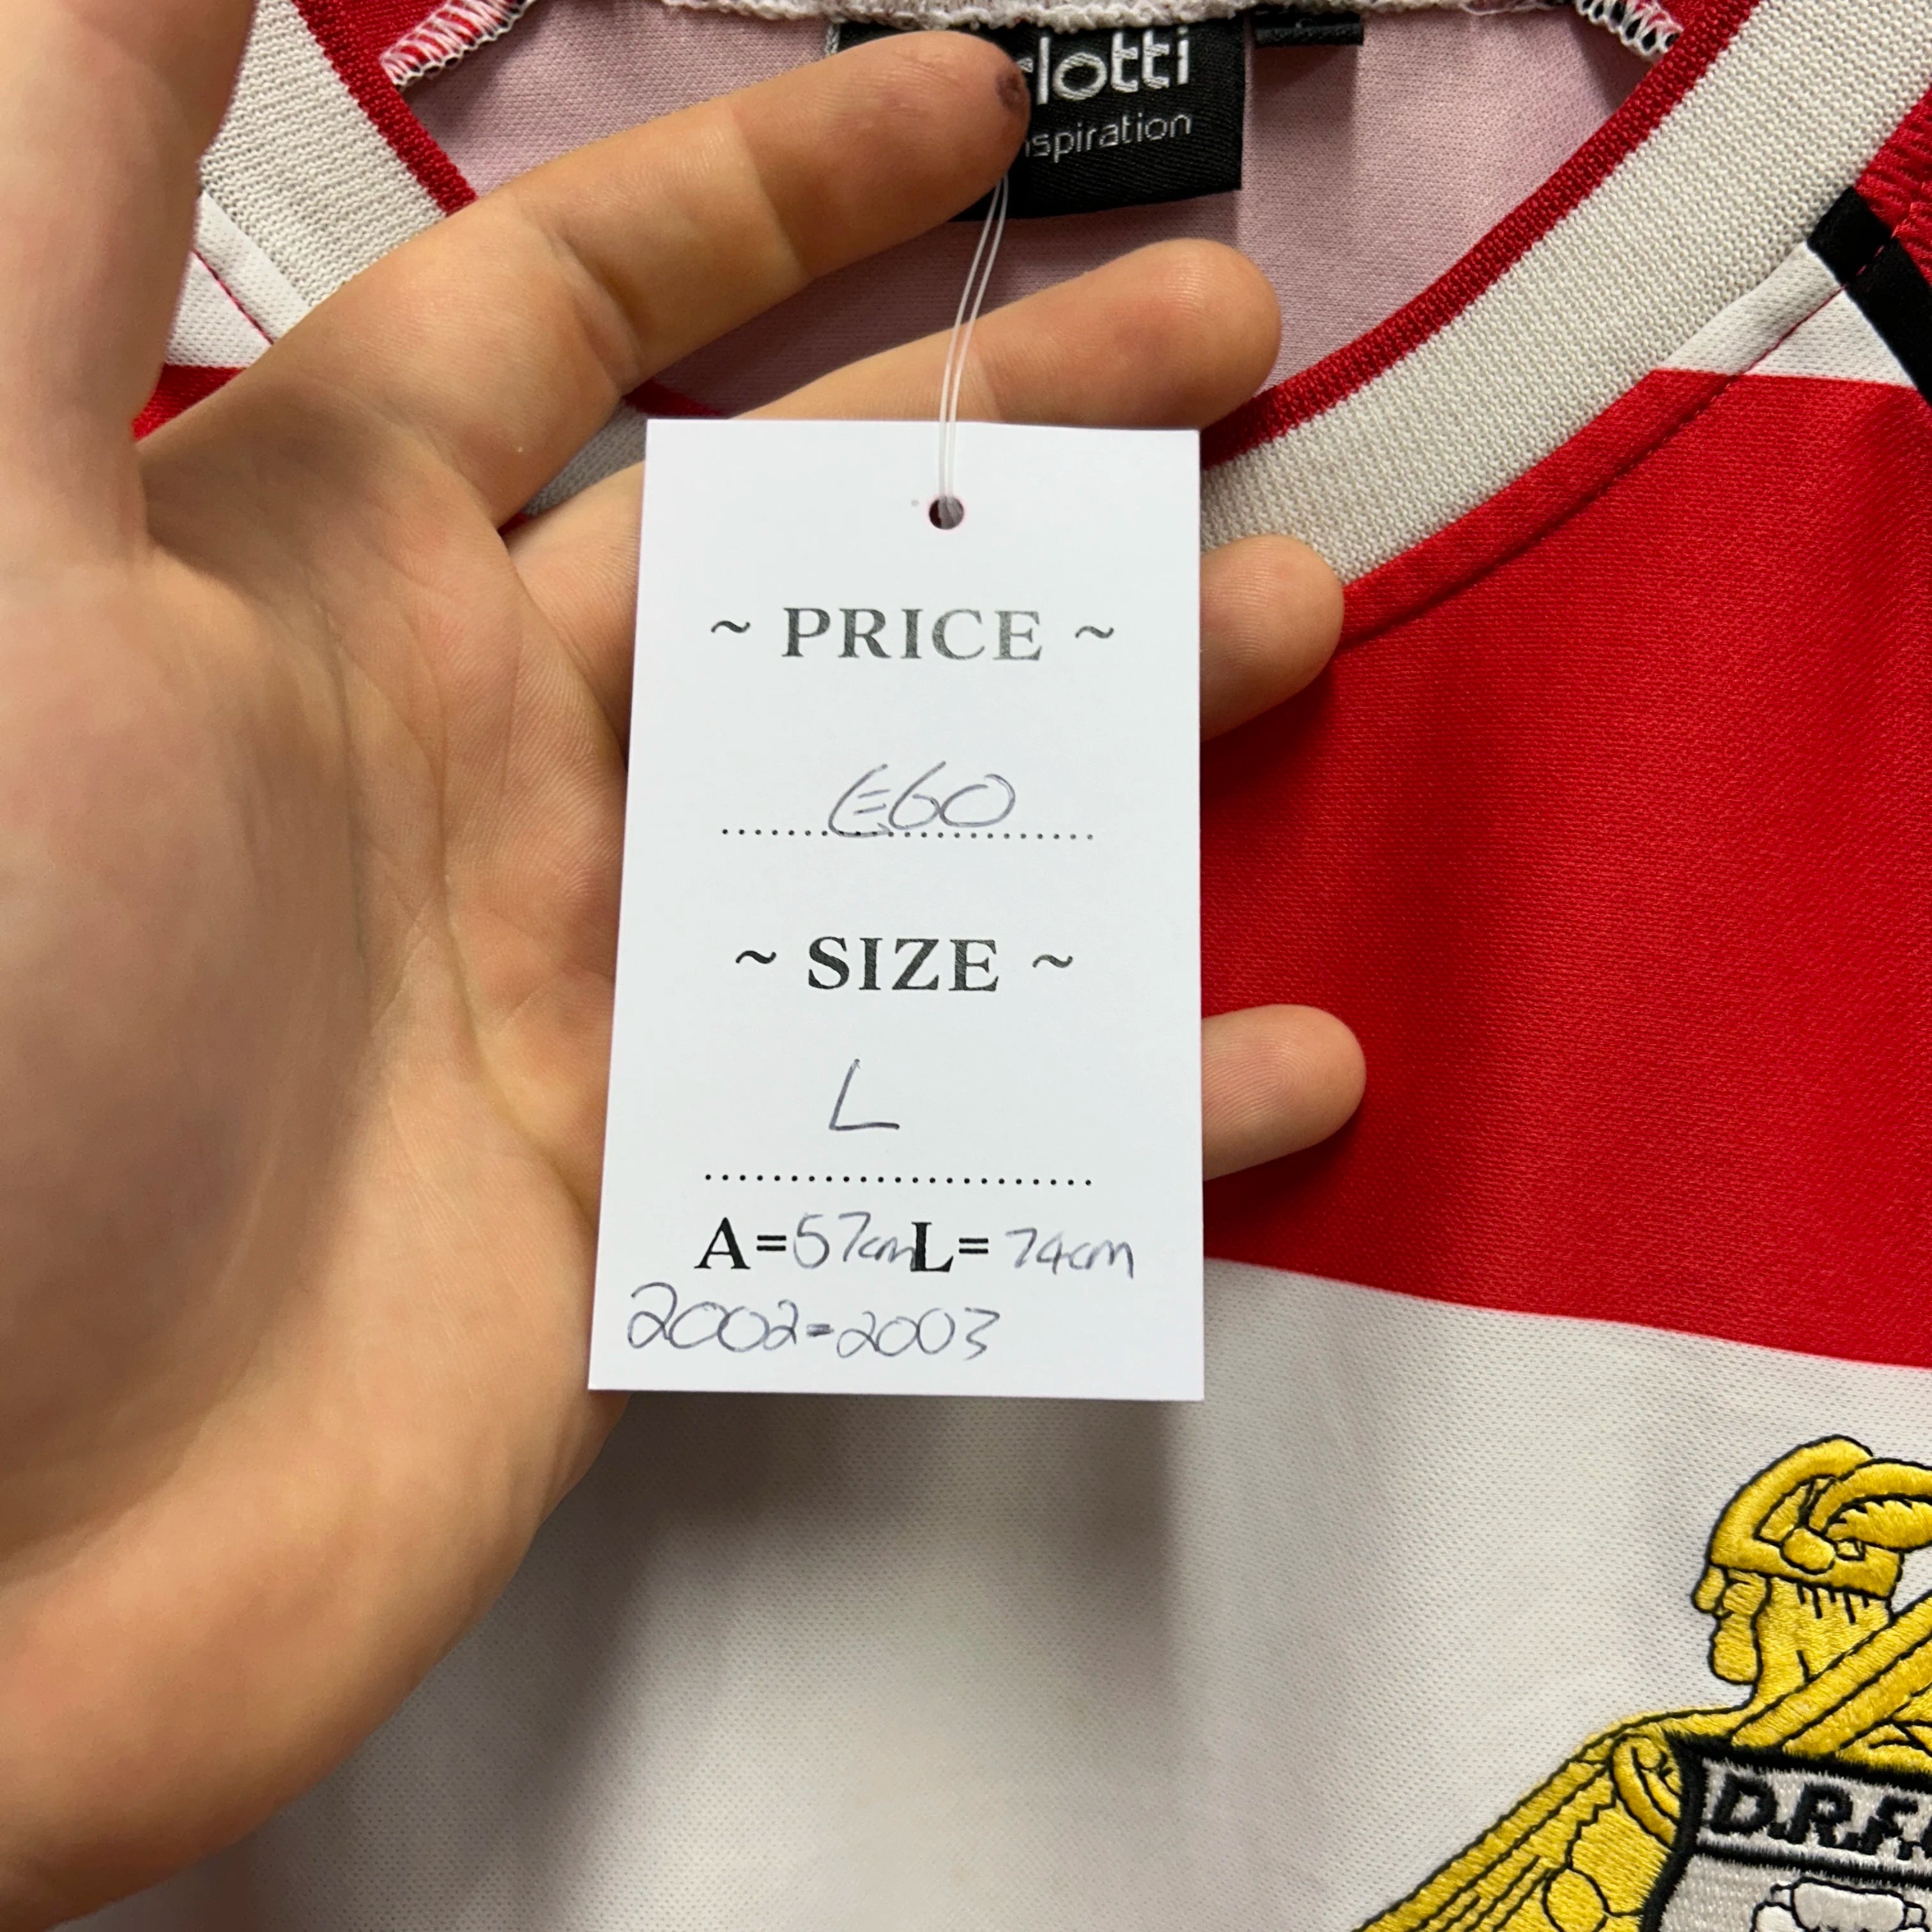 rlotti
nspiration
~ PRICE ~
€60
~ SIZE ~
L
A=57cm L=74cm
2002-2003
D.R.F.